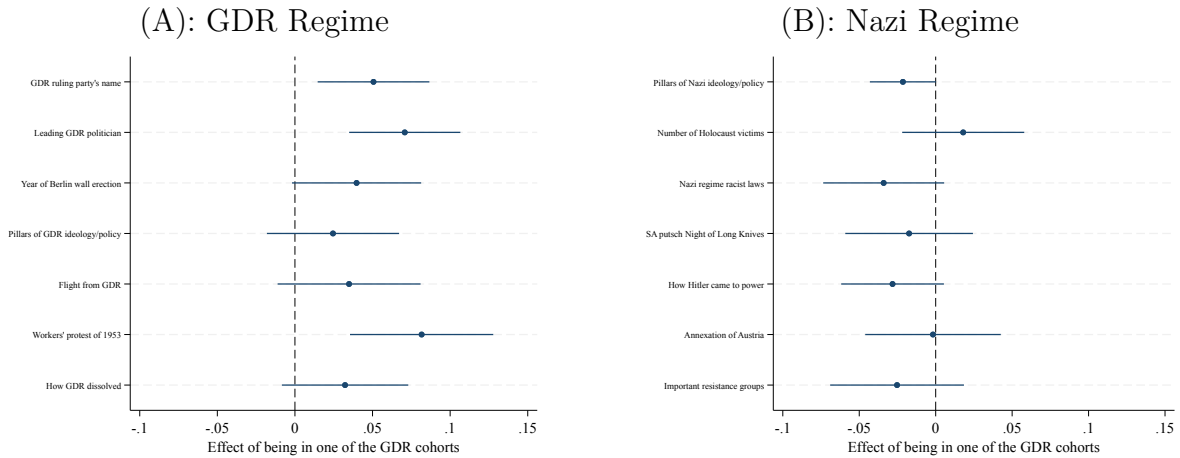 (A): GDR Regime
GDR ruling party's name
Leading GDR politician
Year of Berlin wall erection
Pillars of GDR ideology/policy
Flight from GDR
Workers' protest of 1953
How GDR dissolved
-.1 -.05 0 .05 .1 .15
Effect of being in one of the GDR cohorts
(B): Nazi Regime
Pillars of Nazi ideology/policy
Number of Holocaust victims
Nazi regime racist laws
SA putsch Night of Long Knives
How Hitler came to power
Annexation of Austria
Important resistance groups
-.1 -.05 0 .05 .1 .15
Effect of being in one of the GDR cohorts